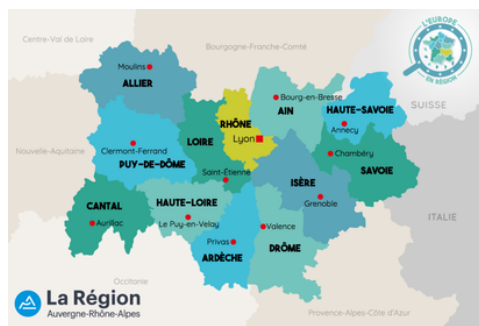 Centre-Val de Loire
Bourgogne-Franche-Comté
L'EUROPE
EN RÉGION
Moulins
ALLIER
Bourg-en-Bresse
AIN
HAUTE-SAVOIE
SUISSE
RHÔNE
Annecy
Nouvelle-Aquitaine
Clermont-Ferrand
PUY-DE-DÔME
LOIRE
Lyon
Chambéry
SAVOIE
Saint-Étienne
ISÈRE
CANTAL
HAUTE-LOIRE
Grenoble
ITALIE
Aurillac
Le Puy-en-Velay
Valence
Privas
DRÔME
ARDÈCHE
Occitanie
La Région
Auvergne-Rhône-Alpes
Provence-Alpes-Côte d'Azur